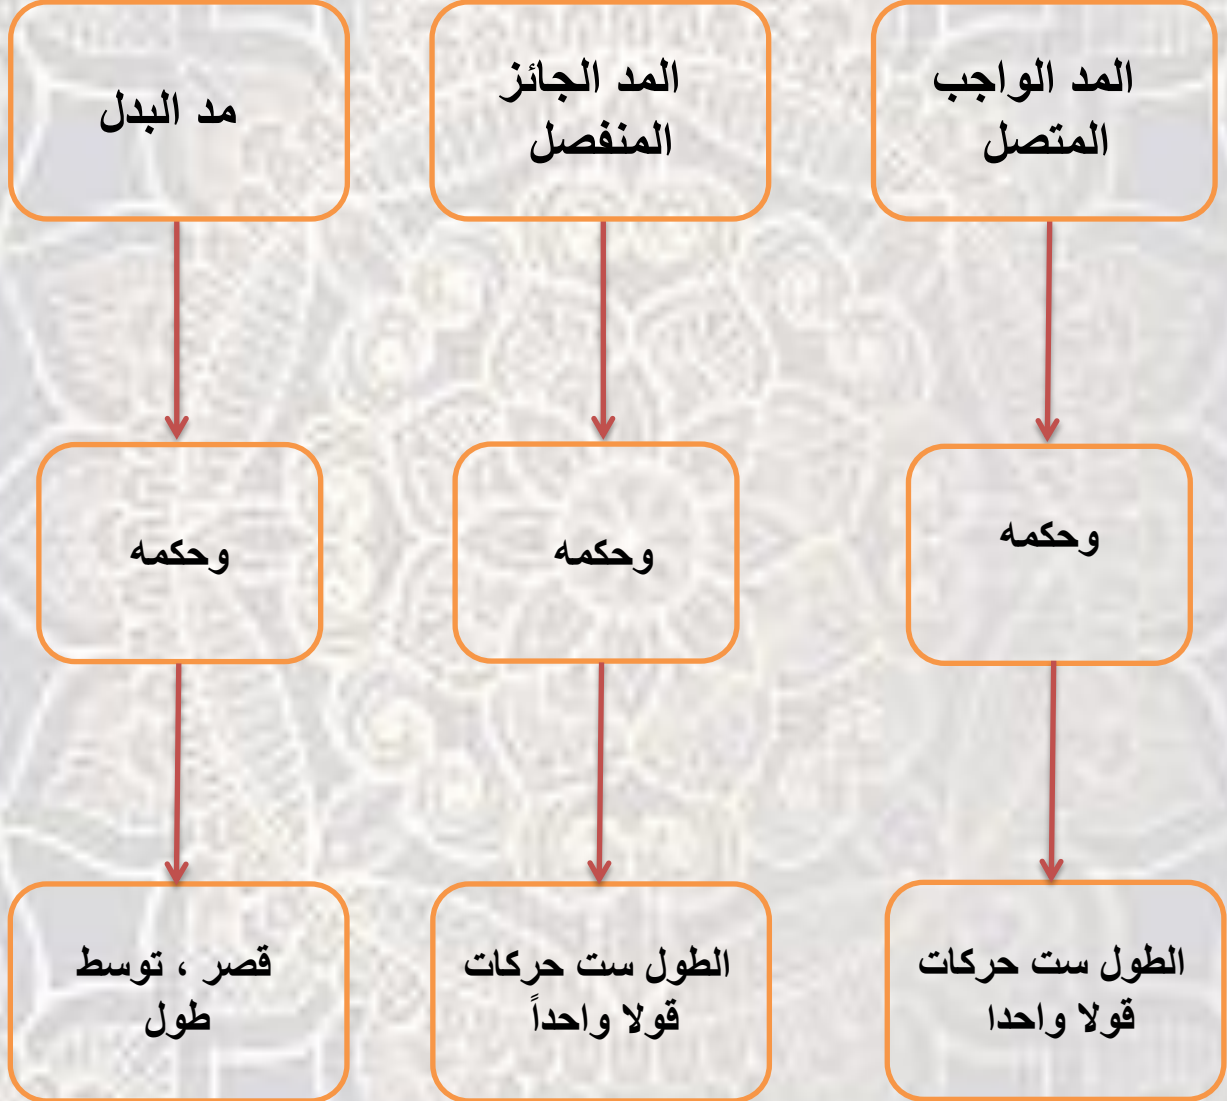 المد الواجب
المتصل
المد الجائز
المنفصل
مد البدل
وحكمه
وحكمه
وحكمه
الطول ست حركات
قولا واحدا
الطول ست حركات
قولا واحداً
قصر ، توسط
طول